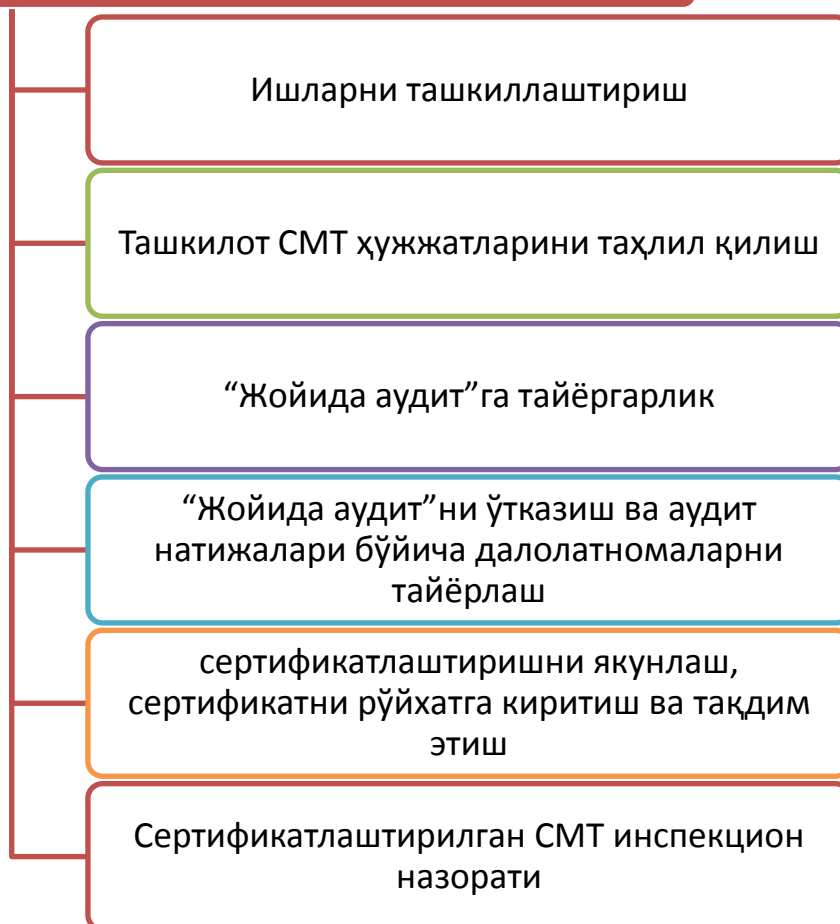 Ишларни ташкиллаштириш
Ташкилот СМТ ҳужжатларини таҳлил қилиш
“Жойида аудит”га тайёргарлик
“Жойида аудит”ни ўтказиш ва аудит
натижалари бўйича далолатномаларни
тайёрлаш
сертификатлаштиришни якунлаш,
сертификатни рўйхатга киритиш ва тақдим
этиш
Сертификатлаштирилган СМТ инспекцион
назорати